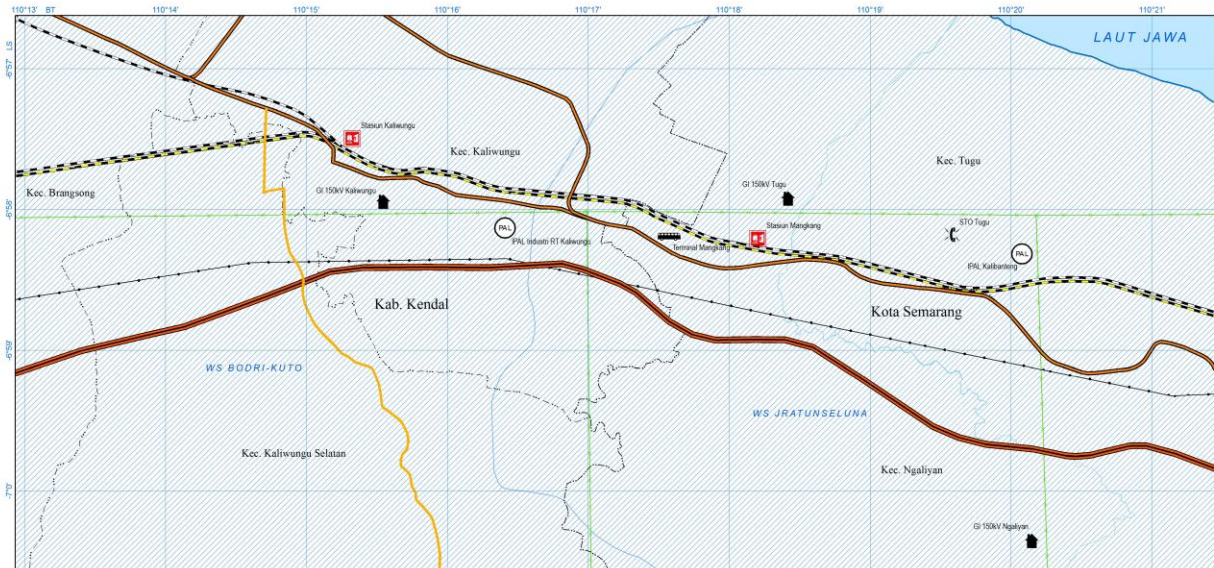 110°13' BT
110°14'
110°15'
110°16'
110°17'
110°18'
110°19'
110°20'
110°21'
LS
-6°57'
-6°58'
-6°59'
-7°0'
LAUT JAWA
Stasiun Kaliwungu
Kec. Kaliwungu
Kec. Tugu
Kec. Brangsong
GI 150kV Kaliwungu
GI 150kV Tugu
PAL
IPAL Industri RT Kaliwungu
Terminal Mangkang
Stasiun Mangkang
STO Tugu
PAL
IPAL Kalibanteng
Kab. Kendal
Kota Semarang
WS BODRI-KUTO
WS JRATUNSELUNA
Kec. Kaliwungu Selatan
Kec. Ngaliyan
GI 150kV Ngaliyan